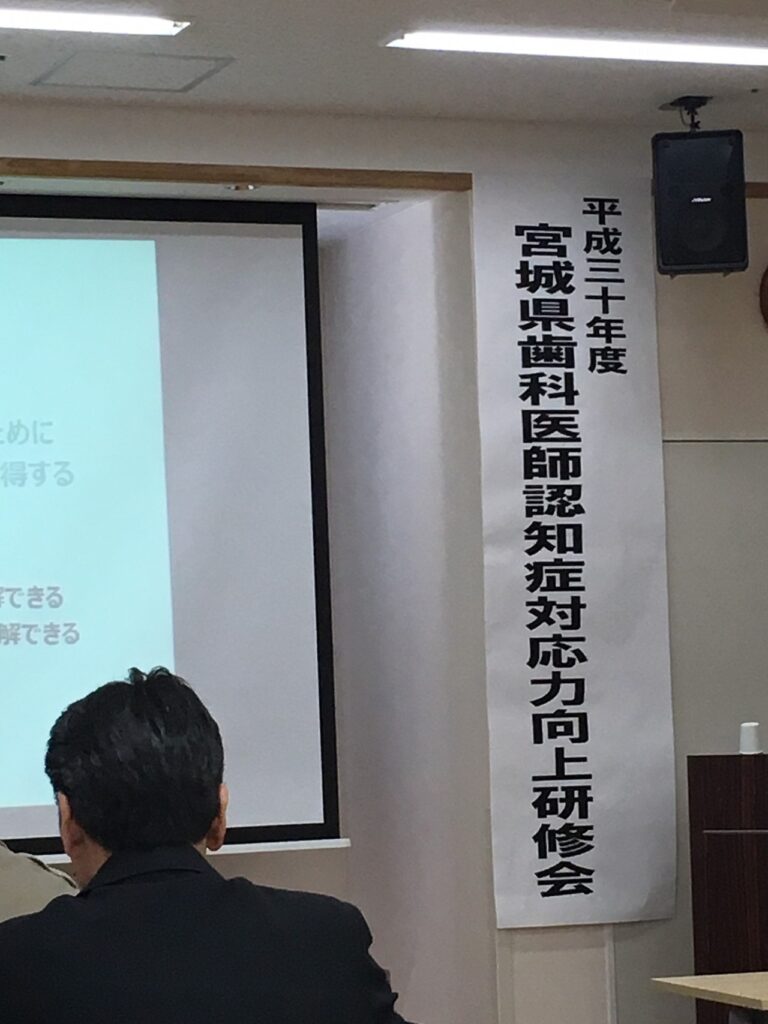 平成三十年度
宮城県歯科医師認知症対応力向上研修会
ために
得する
解できる
解できる